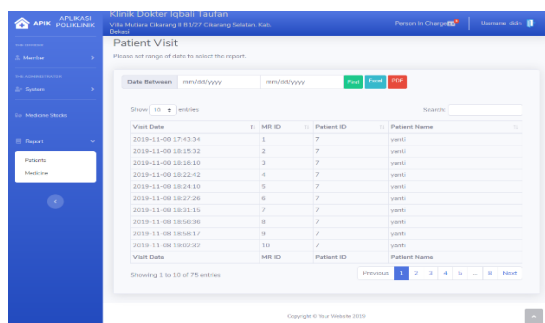 APIK APLIKASI POLIKLINIK
Klinik Dokter Iqbali Taufan
Villa Mutiara Cikarang II B1/27 Cikarang Selatan, Kab. Bekasi
Person In Charge
Username: didin
Member
System
Medicine Stocks
Report
Patients
Medicine
Patient Visit
Please set range of date to select the report.
Date Between mm/dd/yyyy mm/dd/yyyy PDF
Show 10 entries Search:
Visit Date MR ID Patient ID Patient Name
2019-11-08 17:43:34 1 7 yanti
2019-11-08 18:15:32 2 7 yanti
2019-11-08 18:16:10 3 7 yanti
2019-11-08 18:22:42 4 7 yanti
2019-11-08 18:24:10 5 7 yanti
2019-11-08 18:27:26 6 7 yanti
2019-11-08 18:31:15 7 7 yanti
2019-11-08 18:56:36 8 7 yanti
2019-11-08 18:58:17 9 7 yanti
2019-11-08 19:02:32 10 7 yanti
Visit Date MR ID Patient ID Patient Name
Showing 1 to 10 of 75 entries
Previous 1 2 3 4 5 ... 8 Next
Copyright © Your Website 2019